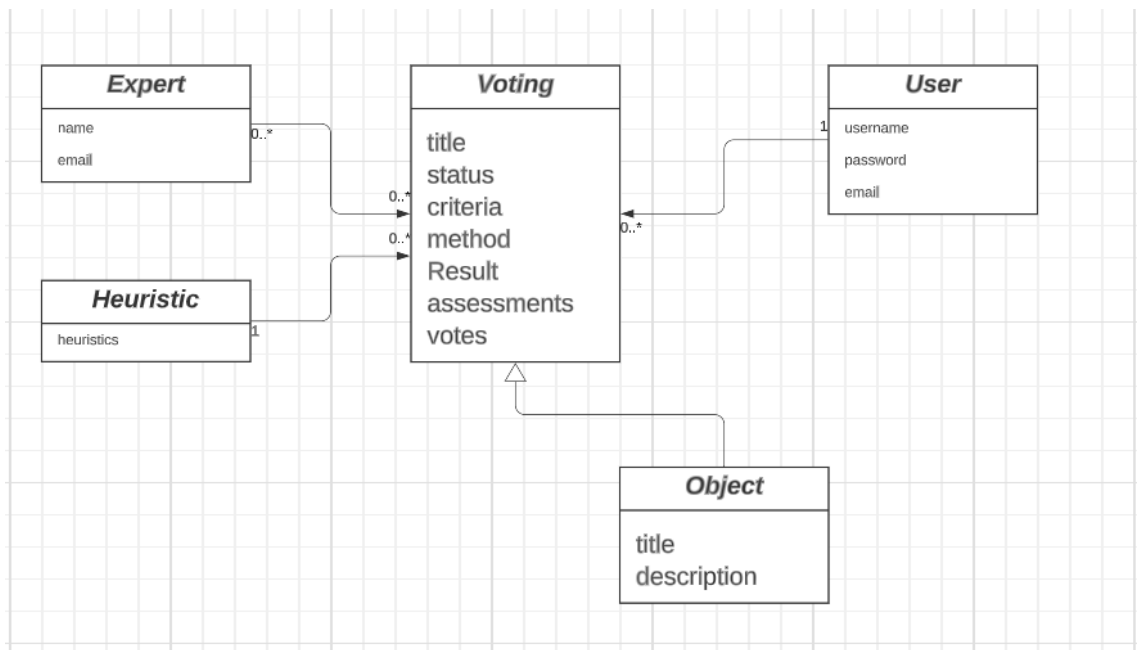 Expert
name
email
0..*
Heuristic
heuristics
1
0..*
0..*
Voting
title
status
criteria
method
Result
assessments
votes
0..*
1
User
username
password
email
Object
title
description